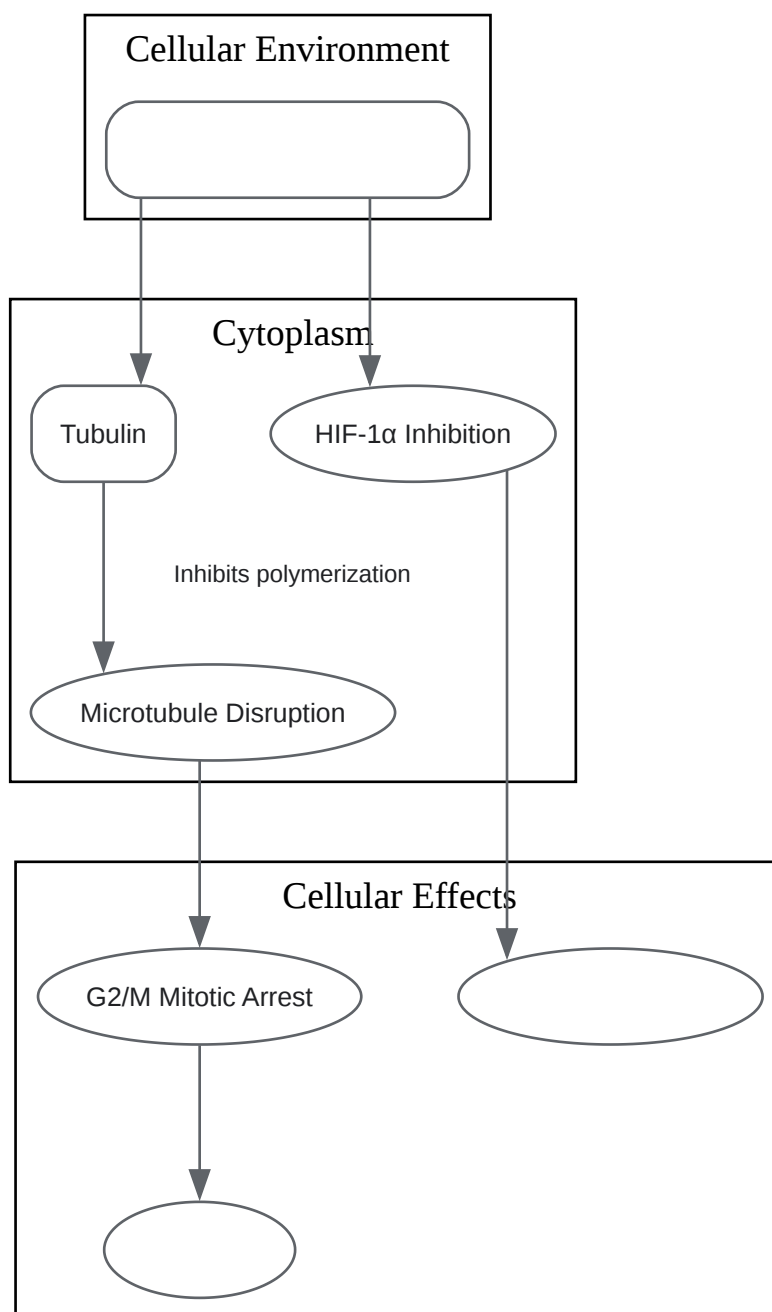 Cellular Environment
Cytoplasm
Tubulin
HIF-1α Inhibition
Inhibits polymerization
Microtubule Disruption
Cellular Effects
G2/M Mitotic Arrest